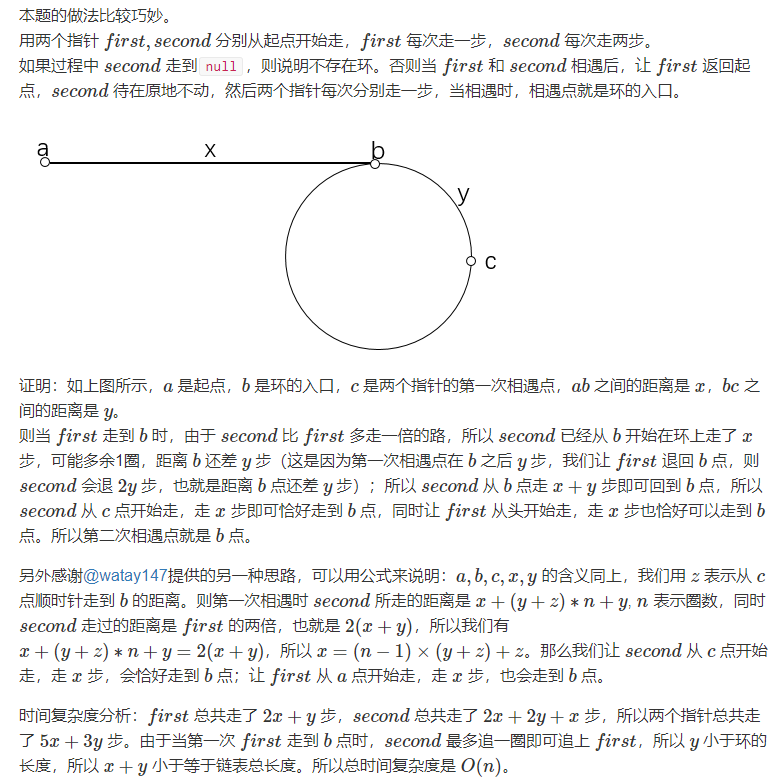 本题的做法比较巧妙。
用两个指针 first, second 分别从起点开始走，first 每次走一步，second 每次走两步。
如果过程中 second 走到 null ，则说明不存在环。否则当 first 和 second 相遇后，让 first 返回起
点，second 待在原地不动，然后两个指针每次分别走一步，当相遇时，相遇点就是环的入口。
a x b
y
c
证明：如上图所示，a 是起点，b 是环的入口，c 是两个指针的第一次相遇点，ab 之间的距离是 x，bc 之
间的距离是 y。
则当 first 走到 b 时，由于 second 比 first 多走一倍的路，所以 second 已经从 b 开始在环上走了 x
步，可能多余1圈，距离 b 还差 y 步（这是因为第一次相遇点在 b 之后 y 步，我们让 first 退回 b 点，则
second 会退 2y 步，也就是距离 b 点还差 y 步）；所以 second 从 b 点走 x + y 步即可回到 b 点，所以
second 从 c 点开始走，走 x 步即可恰好走到 b 点，同时让 first 从头开始走，走 x 步也恰好可以走到 b
点。所以第二次相遇点就是 b 点。
另外感谢@watay147提供的另一种思路，可以用公式来说明：a, b, c, x, y 的含义同上，我们用 z 表示从 c
点顺时针走到 b 的距离。则第一次相遇时 second 所走的距离是 x + (y + z) * n + y, n 表示圈数，同时
second 走过的距离是 first 的两倍，也就是 2(x + y)，所以我们有
x + (y + z) * n + y = 2(x + y)，所以 x = (n − 1) × (y + z) + z。那么我们让 second 从 c 点开始
走，走 x 步，会恰好走到 b 点；让 first 从 a 点开始走，走 x 步，也会走到 b 点。
时间复杂度分析：first 总共走了 2x + y 步，second 总共走了 2x + 2y + x 步，所以两个指针总共走
了 5x + 3y 步。由于当第一次 first 走到 b 点时，second 最多追一圈即可追上 first，所以 y 小于环的
长度，所以 x + y 小于等于链表总长度。所以总时间复杂度是 O(n)。